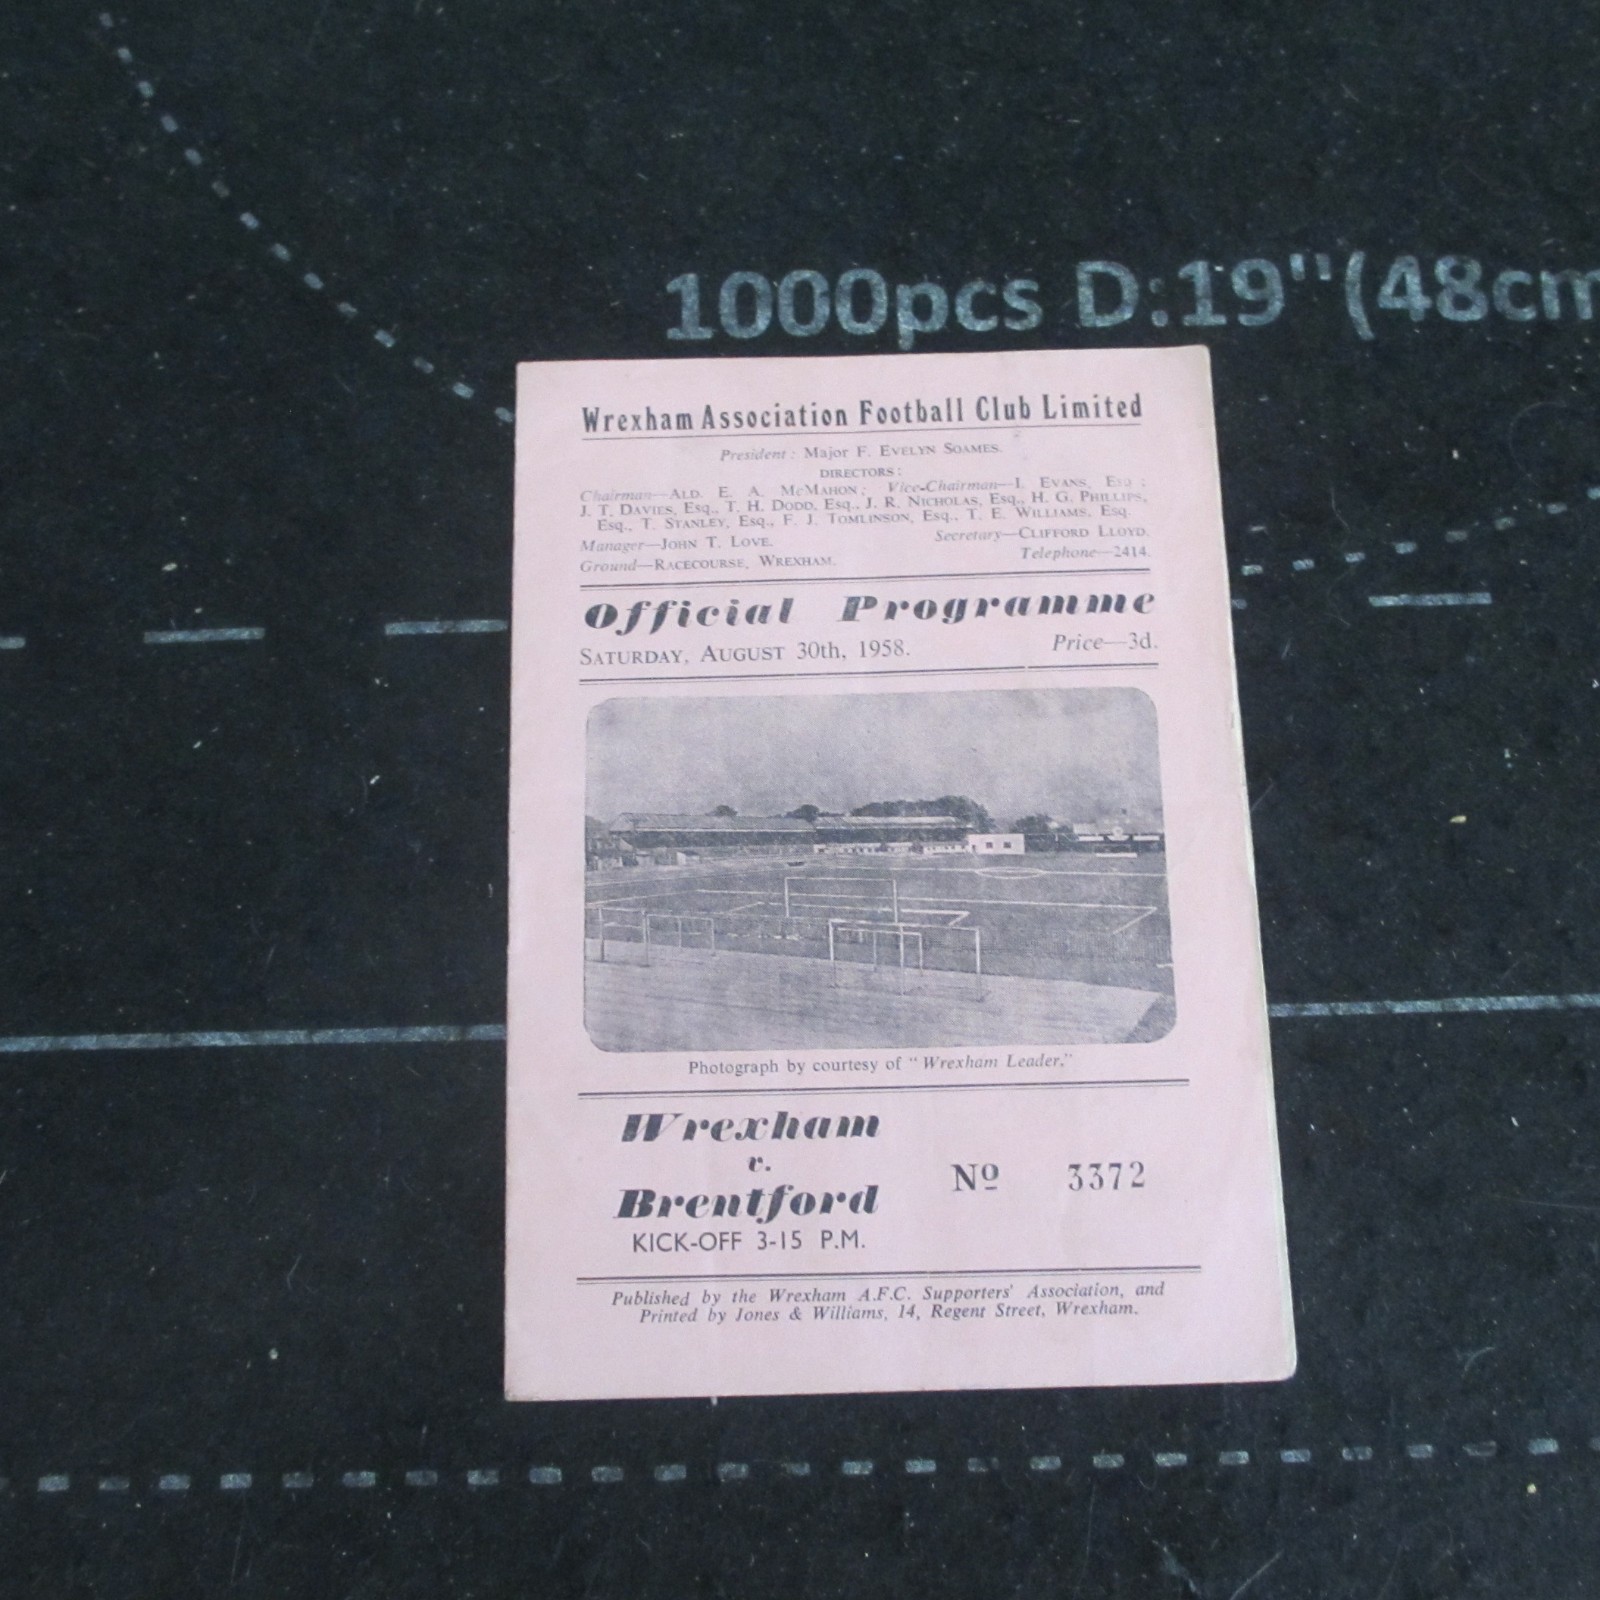 1000pcs D:19"(48cm
Wrexham Association Football Club Limited
President: Major F. EVELYN SOAMES.
DIRECTORS:
Chairman—ALD. E. A. MCMAHON; Vice-Chairman—I. EVANS, ESQ;
J. T. DAVIES, Esq., T. H. DODD, Esq., J. R. NICHOLAS, Esq., H. G. PHILLIPS,
Esq., T. STANLEY, Esq., F. J. TOMLINSON, Esq., T. E. WILLIAMS, Esq.
Manager—JOHN T. LOVE. Secretary—CLIFFORD LLOYD.
Ground—RACECOURSE, WREXHAM. Telephone—2414.
Official Programme
SATURDAY, AUGUST 30th, 1958. Price—3d.
Photograph by courtesy of "Wrexham Leader."
Wrexham
v.
Brentford
KICK-OFF 3-15 P.M.
Nº 3372
Published by the Wrexham A.F.C. Supporters' Association, and
Printed by Jones & Williams, 14, Regent Street, Wrexham.